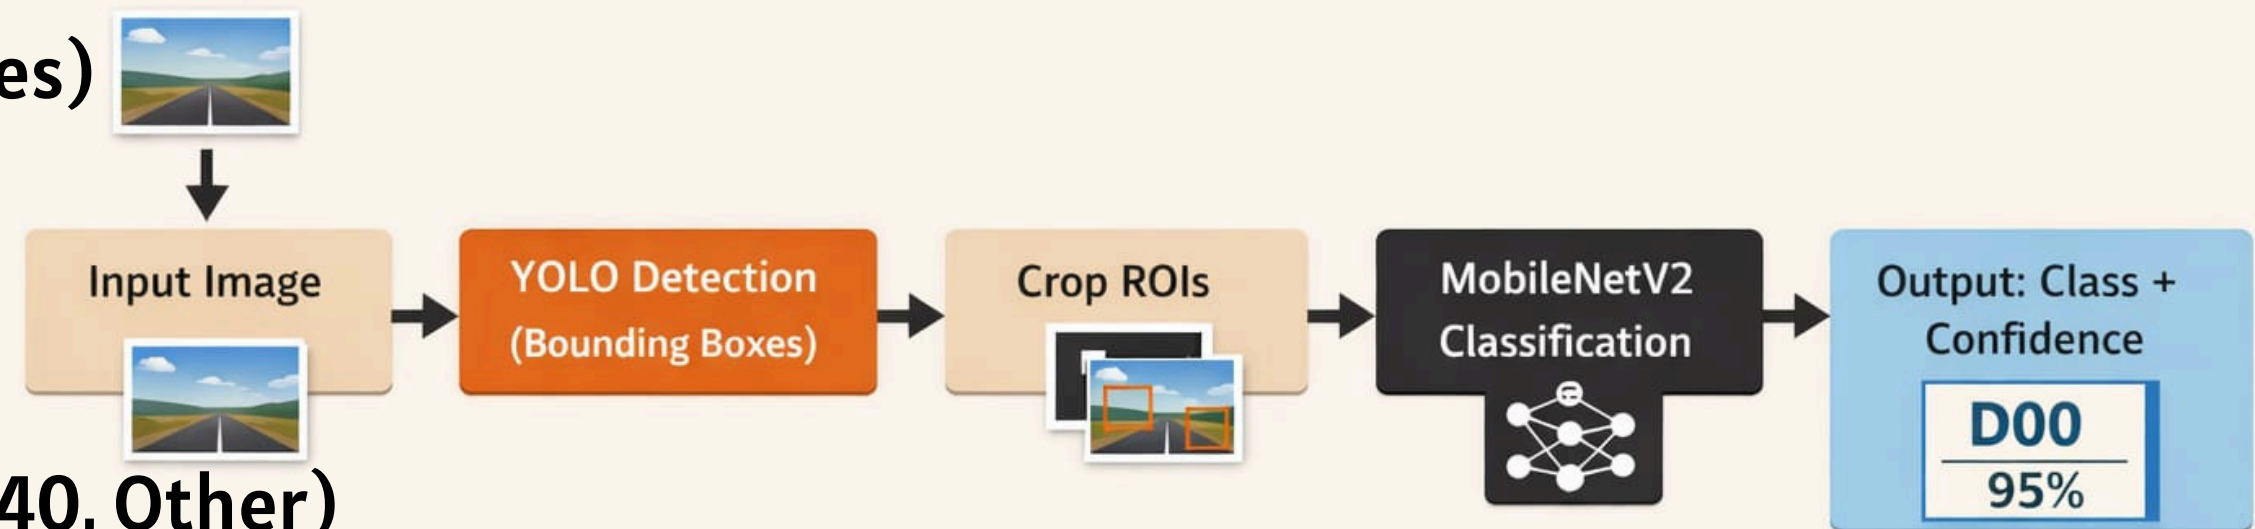 es)
Input Image
YOLO Detection
(Bounding Boxes)
Crop ROIs
MobileNetV2
Classification
Output: Class +
Confidence
D00
95%
40, Other)